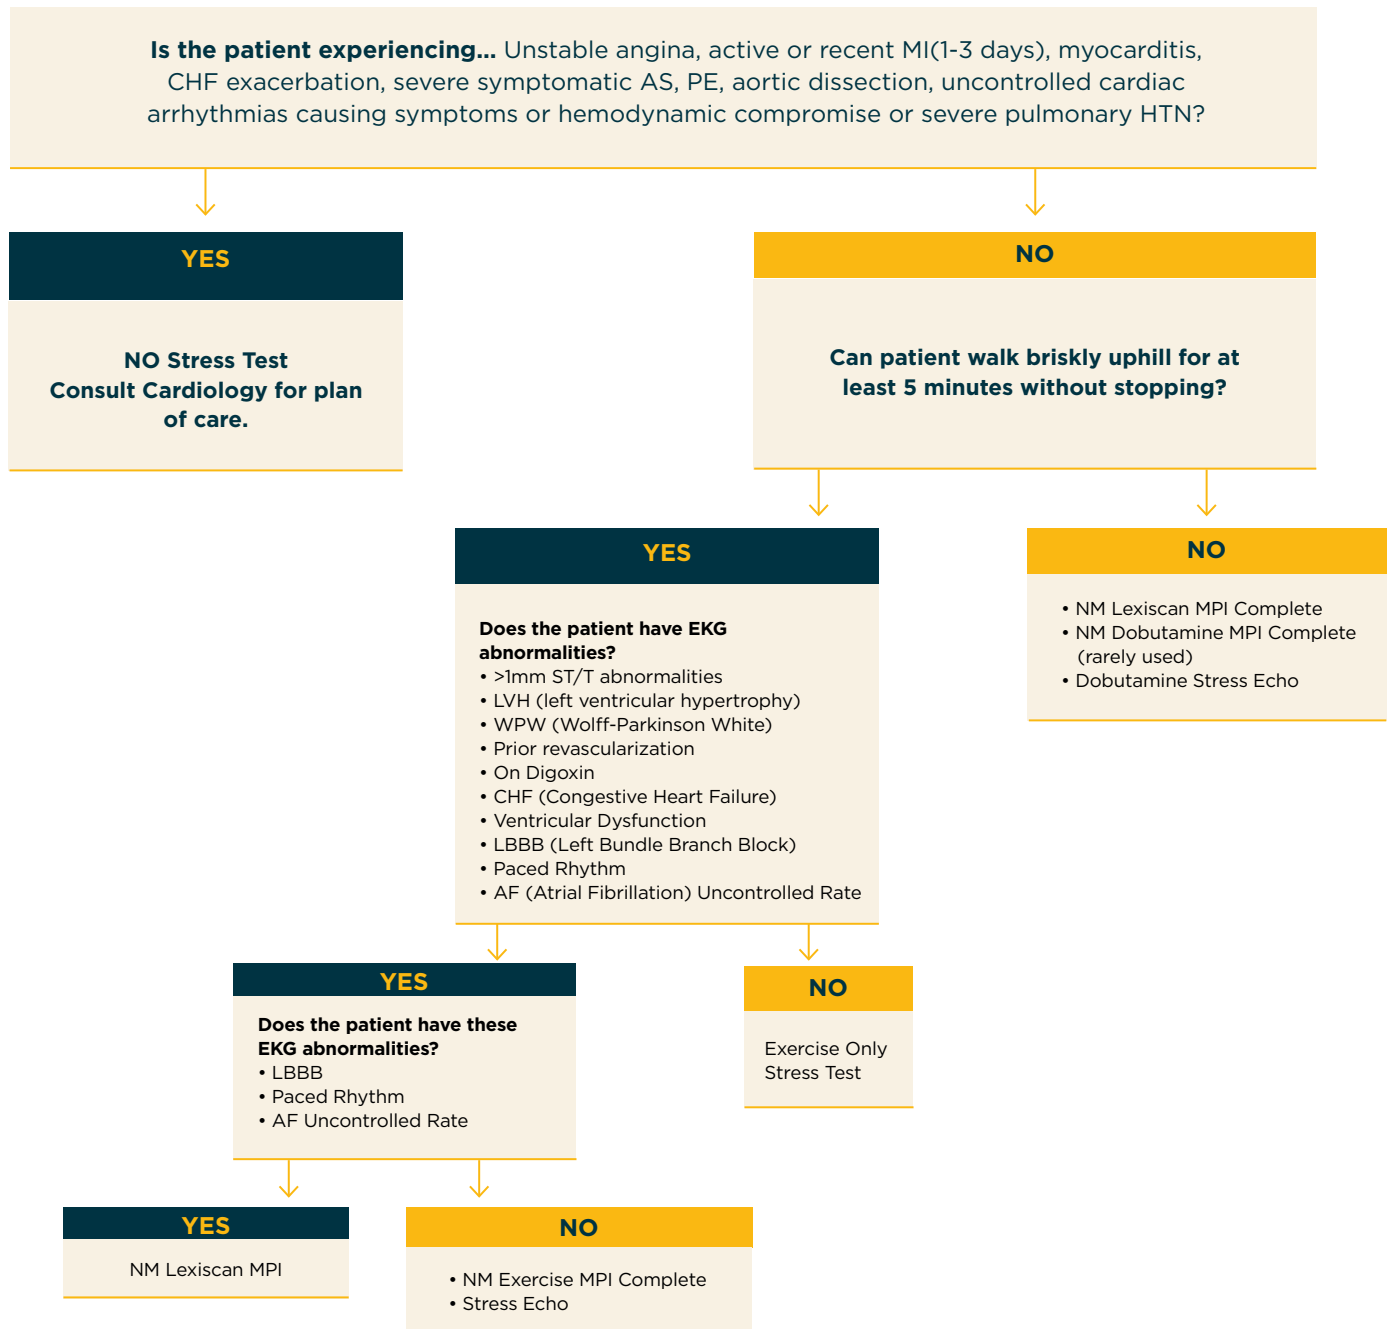 Is the patient experiencing... Unstable angina, active or recent MI(1-3 days), myocarditis,
CHF exacerbation, severe symptomatic AS, PE, aortic dissection, uncontrolled cardiac
arrhythmias causing symptoms or hemodynamic compromise or severe pulmonary HTN?
YES
NO Stress Test
Consult Cardiology for plan
of care.
NO
Can patient walk briskly uphill for at
least 5 minutes without stopping?
YES
Does the patient have EKG
abnormalities?
• >1mm ST/T abnormalities
• LVH (left ventricular hypertrophy)
• WPW (Wolff-Parkinson White)
• Prior revascularization
• On Digoxin
• CHF (Congestive Heart Failure)
• Ventricular Dysfunction
• LBBB (Left Bundle Branch Block)
• Paced Rhythm
• AF (Atrial Fibrillation) Uncontrolled Rate
NO
• NM Lexiscan MPI Complete
• NM Dobutamine MPI Complete
(rarely used)
• Dobutamine Stress Echo
YES
Does the patient have these
EKG abnormalities?
• LBBB
• Paced Rhythm
• AF Uncontrolled Rate
NO
Exercise Only
Stress Test
YES
NM Lexiscan MPI
NO
• NM Exercise MPI Complete
• Stress Echo